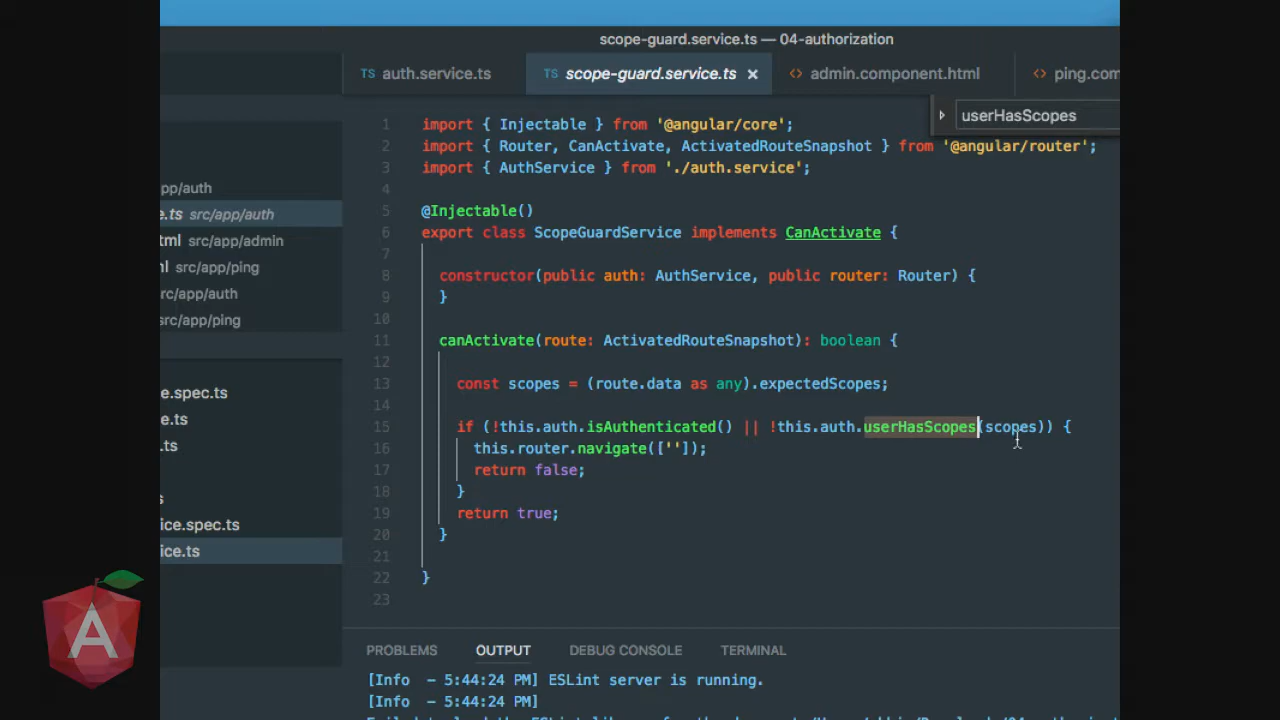 scope-guard.service.ts — 04-authorization
TS auth.service.ts
TS scope-guard.service.ts ×
<> admin.component.html
<> ping.com
userHasScopes
pp/auth
e.ts src/app/auth
tml src/app/admin
ml src/app/ping
rc/app/auth
src/app/ping
e.spec.ts
ce.ts
.ts
s
ice.spec.ts
ice.ts
1 import { Injectable } from '@angular/core';
2 import { Router, CanActivate, ActivatedRouteSnapshot } from '@angular/router';
3 import { AuthService } from './auth.service';
4
5 @Injectable()
6 export class ScopeGuardService implements CanActivate {
7
8 constructor(public auth: AuthService, public router: Router) {
9 }
10
11 canActivate(route: ActivatedRouteSnapshot): boolean {
12
13 const scopes = (route.data as any).expectedScopes;
14
15 if (!this.auth.isAuthenticated() || !this.auth.userHasScopes(scopes)) {
16 this.router.navigate(['']);
17 return false;
18 }
19 return true;
20 }
21
22 }
23
PROBLEMS OUTPUT DEBUG CONSOLE TERMINAL
[Info - 5:44:24 PM] ESLint server is running.
[Info - 5:44:24 PM]
A